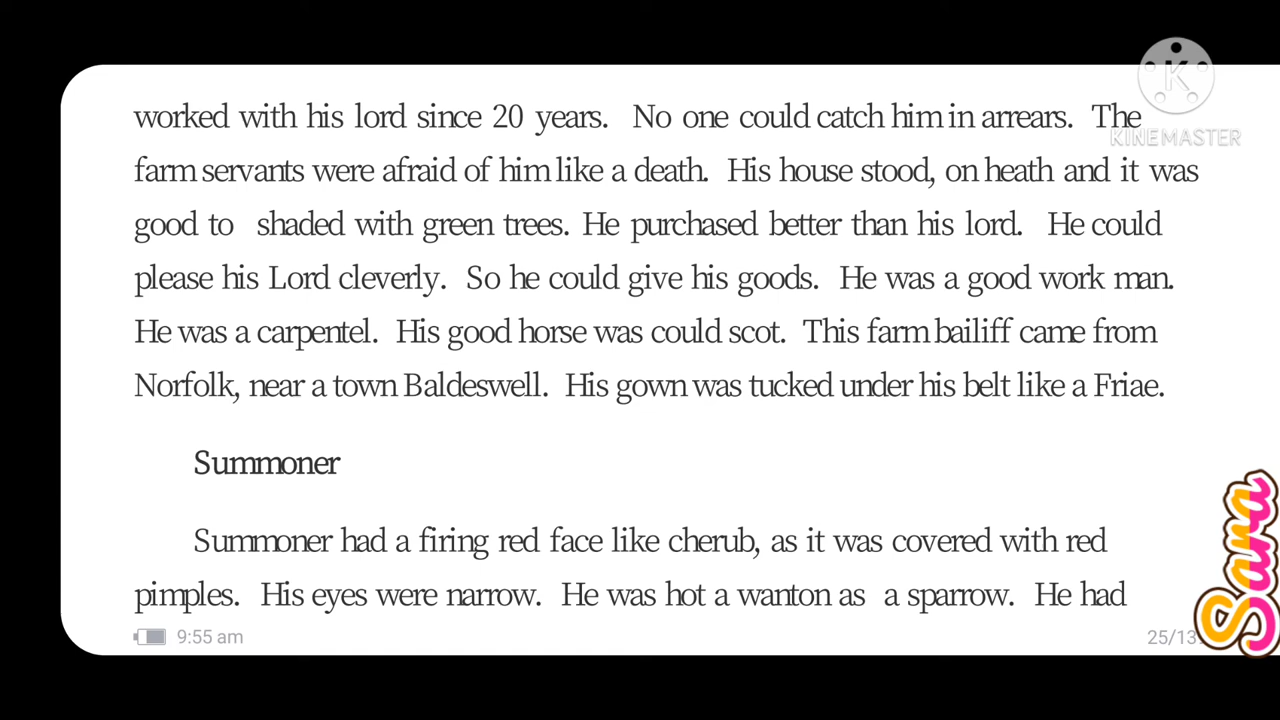 worked with his lord since 20 years. No one could catch him in arrears. The
farm servants were afraid of him like a death. His house stood, on heath and it was
good to shaded with green trees. He purchased better than his lord. He could
please his Lord cleverly. So he could give his goods. He was a good work man.
He was a carpentel. His good horse was could scot. This farm bailiff came from
Norfolk, near a town Baldeswell. His gown was tucked under his belt like a Friae.
Summoner
Summoner had a firing red face like cherub, as it was covered with red
pimples. His eyes were narrow. He was hot a wanton as a sparrow. He had
9:55 am
25/13
K
KINEMASTER
Sara